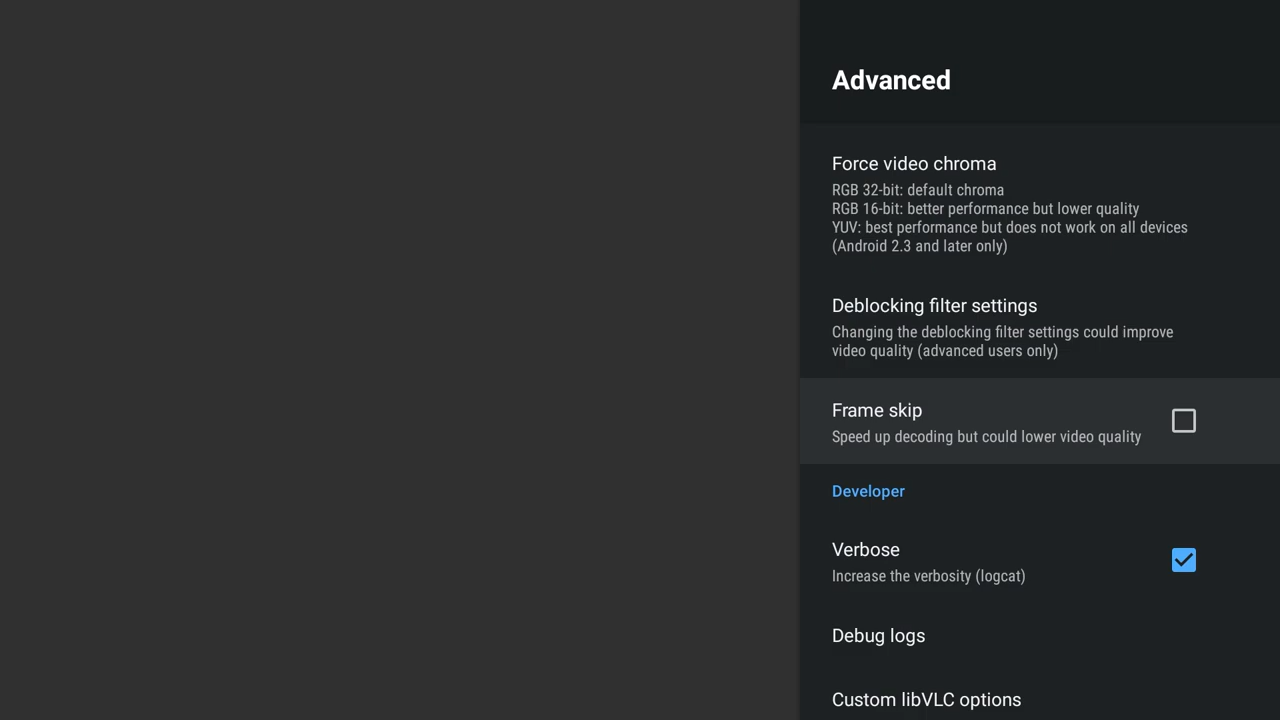 Advanced
Force video chroma
RGB 32-bit: default chroma
RGB 16-bit: better performance but lower quality
YUV: best performance but does not work on all devices
(Android 2.3 and later only)
Deblocking filter settings
Changing the deblocking filter settings could improve
video quality (advanced users only)
Frame skip
Speed up decoding but could lower video quality
Developer
Verbose
Increase the verbosity (logcat)
Debug logs
Custom libVLC options